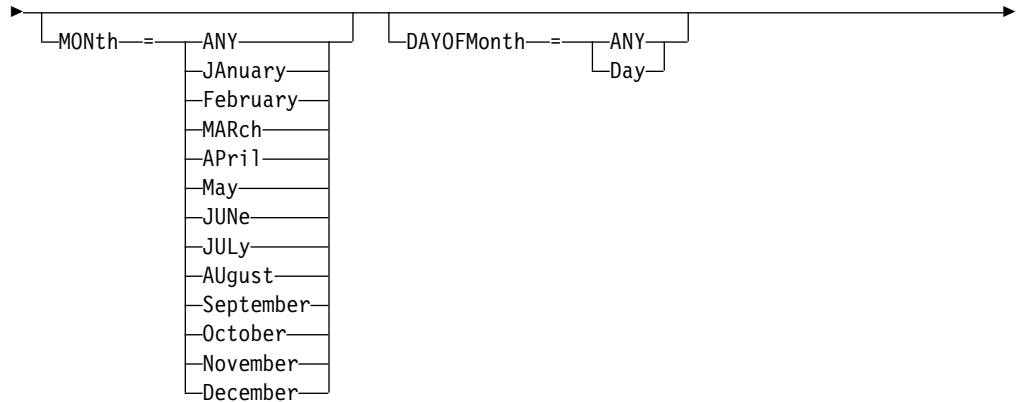 MONth = ANY DAYOFMonth = ANY
JAnuary Day
February
MARch
APril
May
JUNe
JULy
AUgust
September
October
November
December